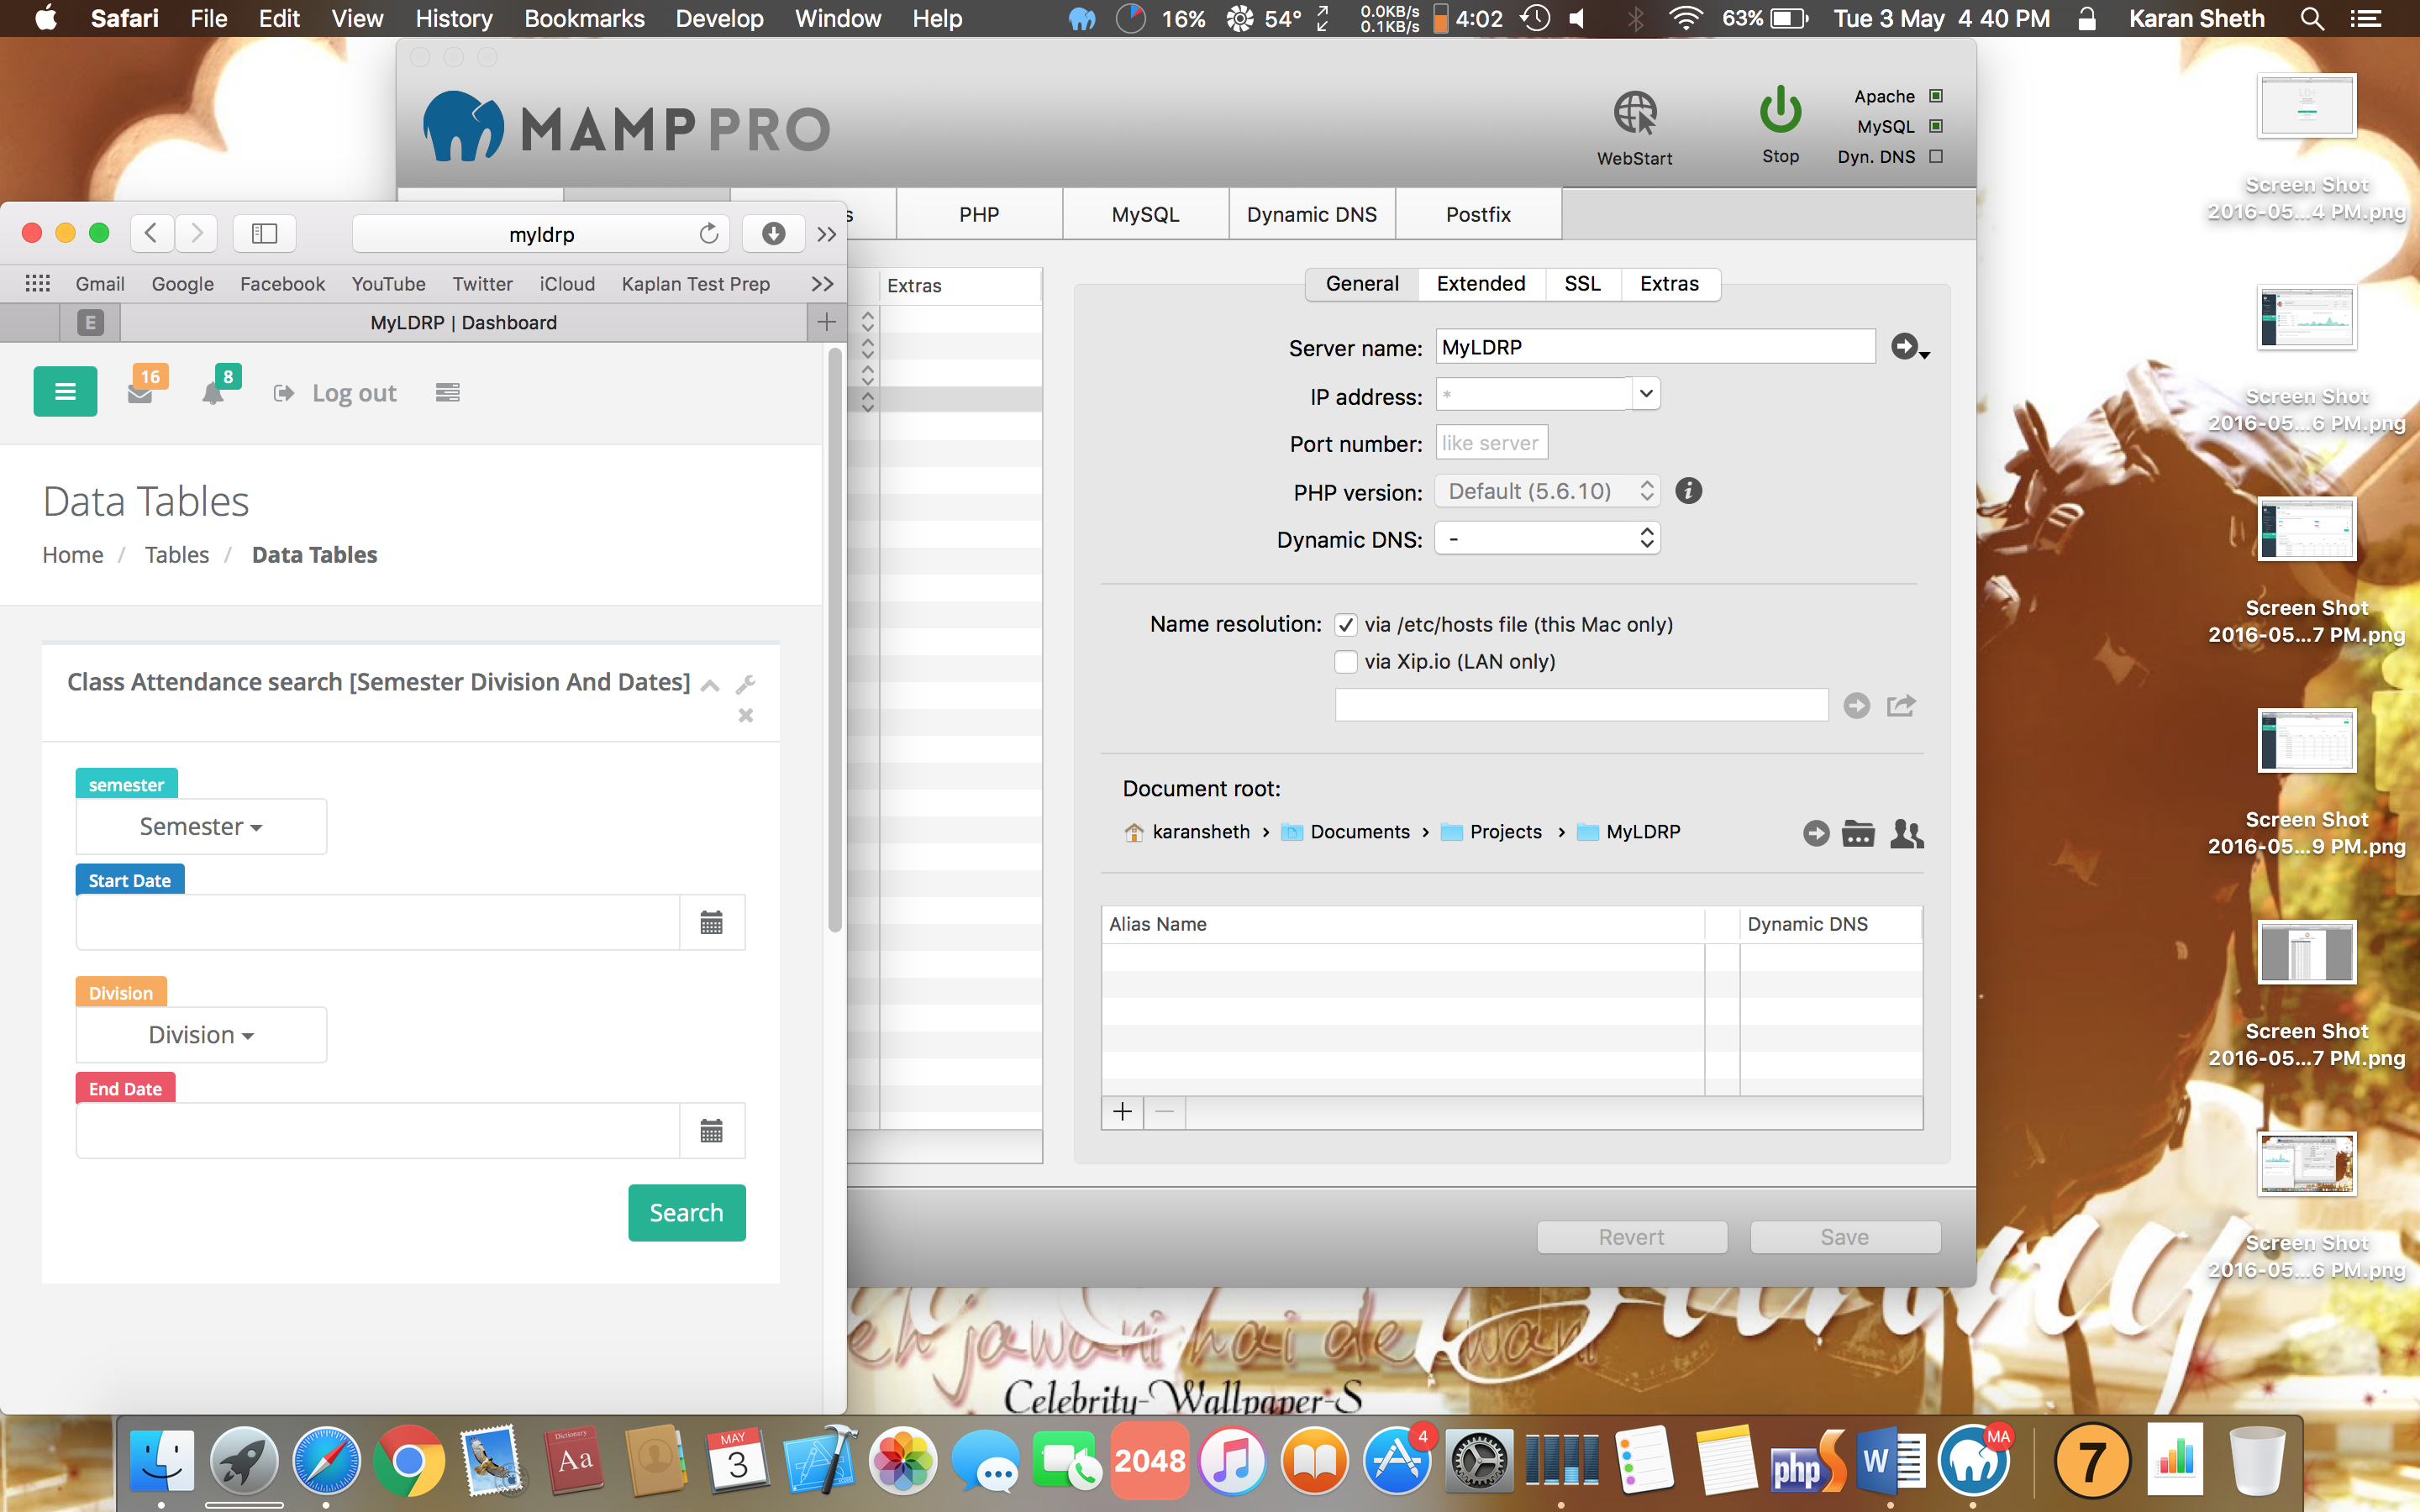 Safari File Edit View History Bookmarks Develop Window Help 16% 54° 0.0KB/s 0.1KB/s 4:02 63% Tue 3 May 4 40 PM Karan Sheth
MAMP PRO
WebStart
Stop
Apache
MySQL
Dyn. DNS
s PHP MySQL Dynamic DNS Postfix
myldrp
Gmail Google Facebook YouTube Twitter iCloud Kaplan Test Prep
E MyLDRP | Dashboard
16 8 Log out
Data Tables
Home / Tables / Data Tables
Class Attendance search [Semester Division And Dates]
semester
Semester
Start Date
Division
Division
End Date
Search
Extras
General Extended SSL Extras
Server name: MyLDRP
IP address: *
Port number: like server
PHP version: Default (5.6.10)
Dynamic DNS: -
Name resolution: via /etc/hosts file (this Mac only)
via Xip.io (LAN only)
Document root:
karansheth › Documents › Projects › MyLDRP
Alias Name Dynamic DNS
Revert Save
Screen Shot
2016-05...4 PM.png
Screen Shot
2016-05...6 PM.png
Screen Shot
2016-05...7 PM.png
Screen Shot
2016-05...9 PM.png
Screen Shot
2016-05...7 PM.png
Screen Shot
2016-05...6 PM.png
eh jawani hai de wani
Celebrity-Wallpaper-S
Dictionary
Aa
MAY
3
2048
4
php
W
MA
7